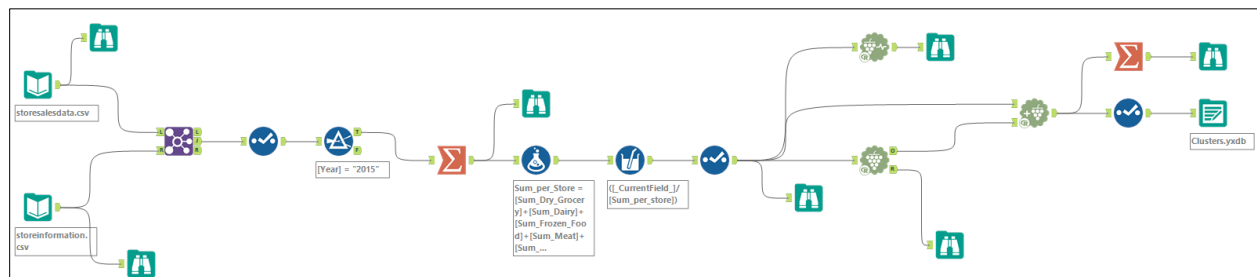 storesalesdata.csv
storeinformation.
csv
L
R
L
J
R
[Year] = "2015"
T
F
Sum_per_Store =
[Sum_Dry_Grocer
y]+[Sum_Dairy]+
[Sum_Frozen_Foo
d]+[Sum_Meat]+
[Sum_...
([_CurrentField_]/
[Sum_per_store])
O
R
Clusters.yxdb